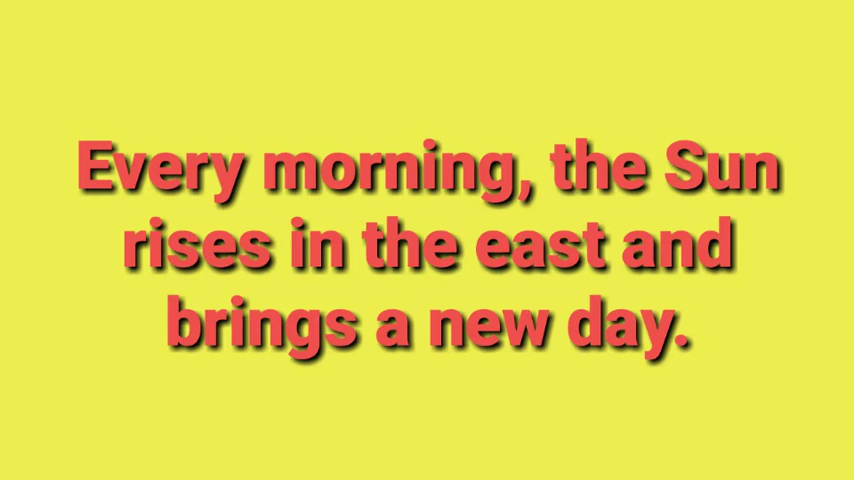 Every morning, the Sun
rises in the east and
brings a new day.